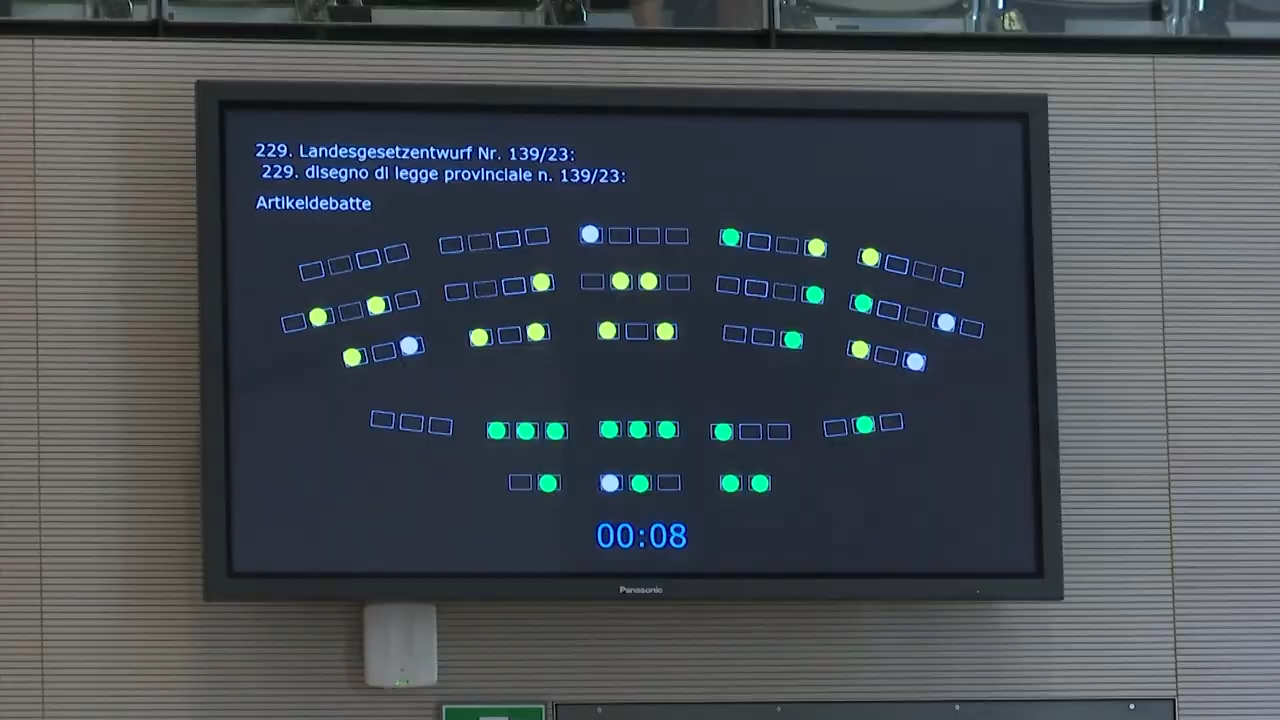 229. Landesgesetzentwurf Nr. 139/23:
229. disegno di legge provinciale n. 139/23:
Artikeldebatte
00:08
Panasonic